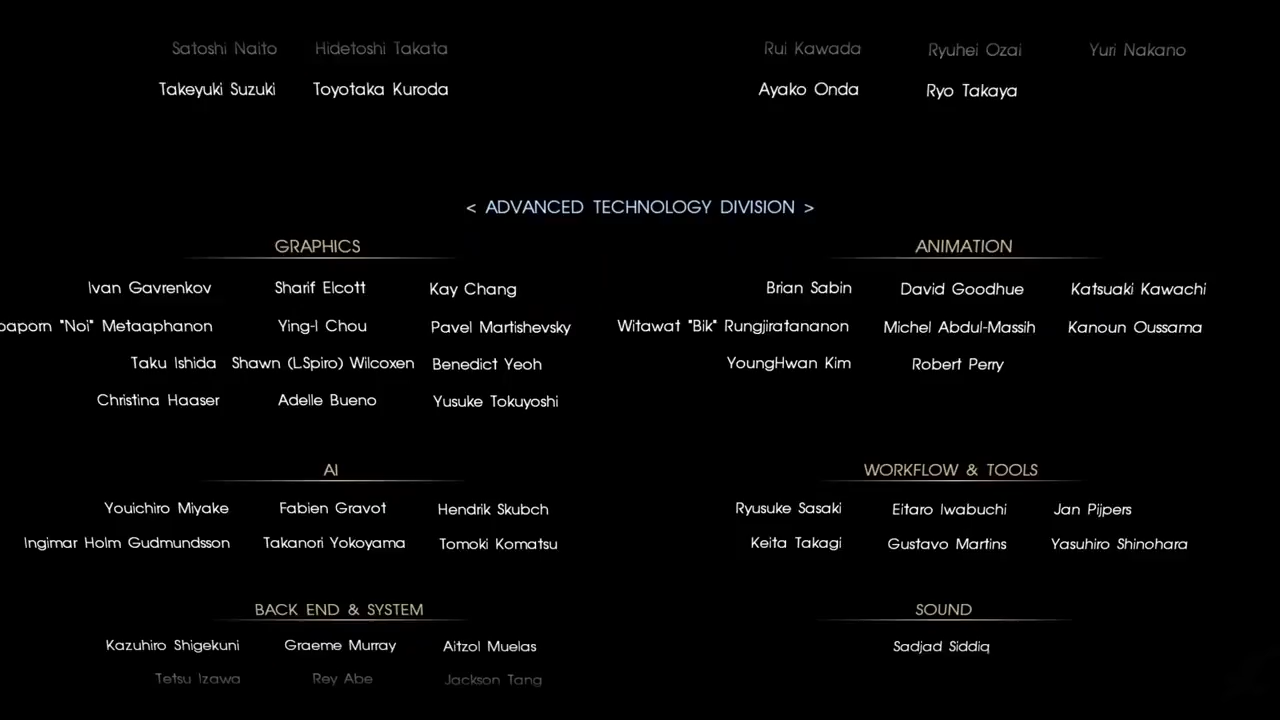 Satoshi Naito Hidetoshi Takata Rui Kawada Ryuhei Ozai Yuri Nakano
Takeyuki Suzuki Toyotaka Kuroda Ayako Onda Ryo Takaya
< ADVANCED TECHNOLOGY DIVISION >
GRAPHICS
Ivan Gavrenkov Sharif Elcott Kay Chang
"Noi" Metaaphanon Ying-I Chou Pavel Martishevsky
Taku Ishida Shawn (LSpiro) Wilcoxen Benedict Yeoh
Christina Haaser Adelle Bueno Yusuke Tokuyoshi
ANIMATION
Brian Sabin David Goodhue Katsuaki Kawachi
Witawat "Bik" Rungjiratananon Michel Abdul-Massih Kanoun Oussama
YoungHwan Kim Robert Perry
AI
Youichiro Miyake Fabien Gravot Hendrik Skubch
Ingimar Holm Gudmundsson Takanori Yokoyama Tomoki Komatsu
WORKFLOW & TOOLS
Ryusuke Sasaki Eitaro Iwabuchi Jan Pijpers
Keita Takagi Gustavo Martins Yasuhiro Shinohara
BACK END & SYSTEM
Kazuhiro Shigekuni Graeme Murray Aitzol Muelas
Tetsu Izawa Rey Abe Jackson Tang
SOUND
Sadjad Siddiq